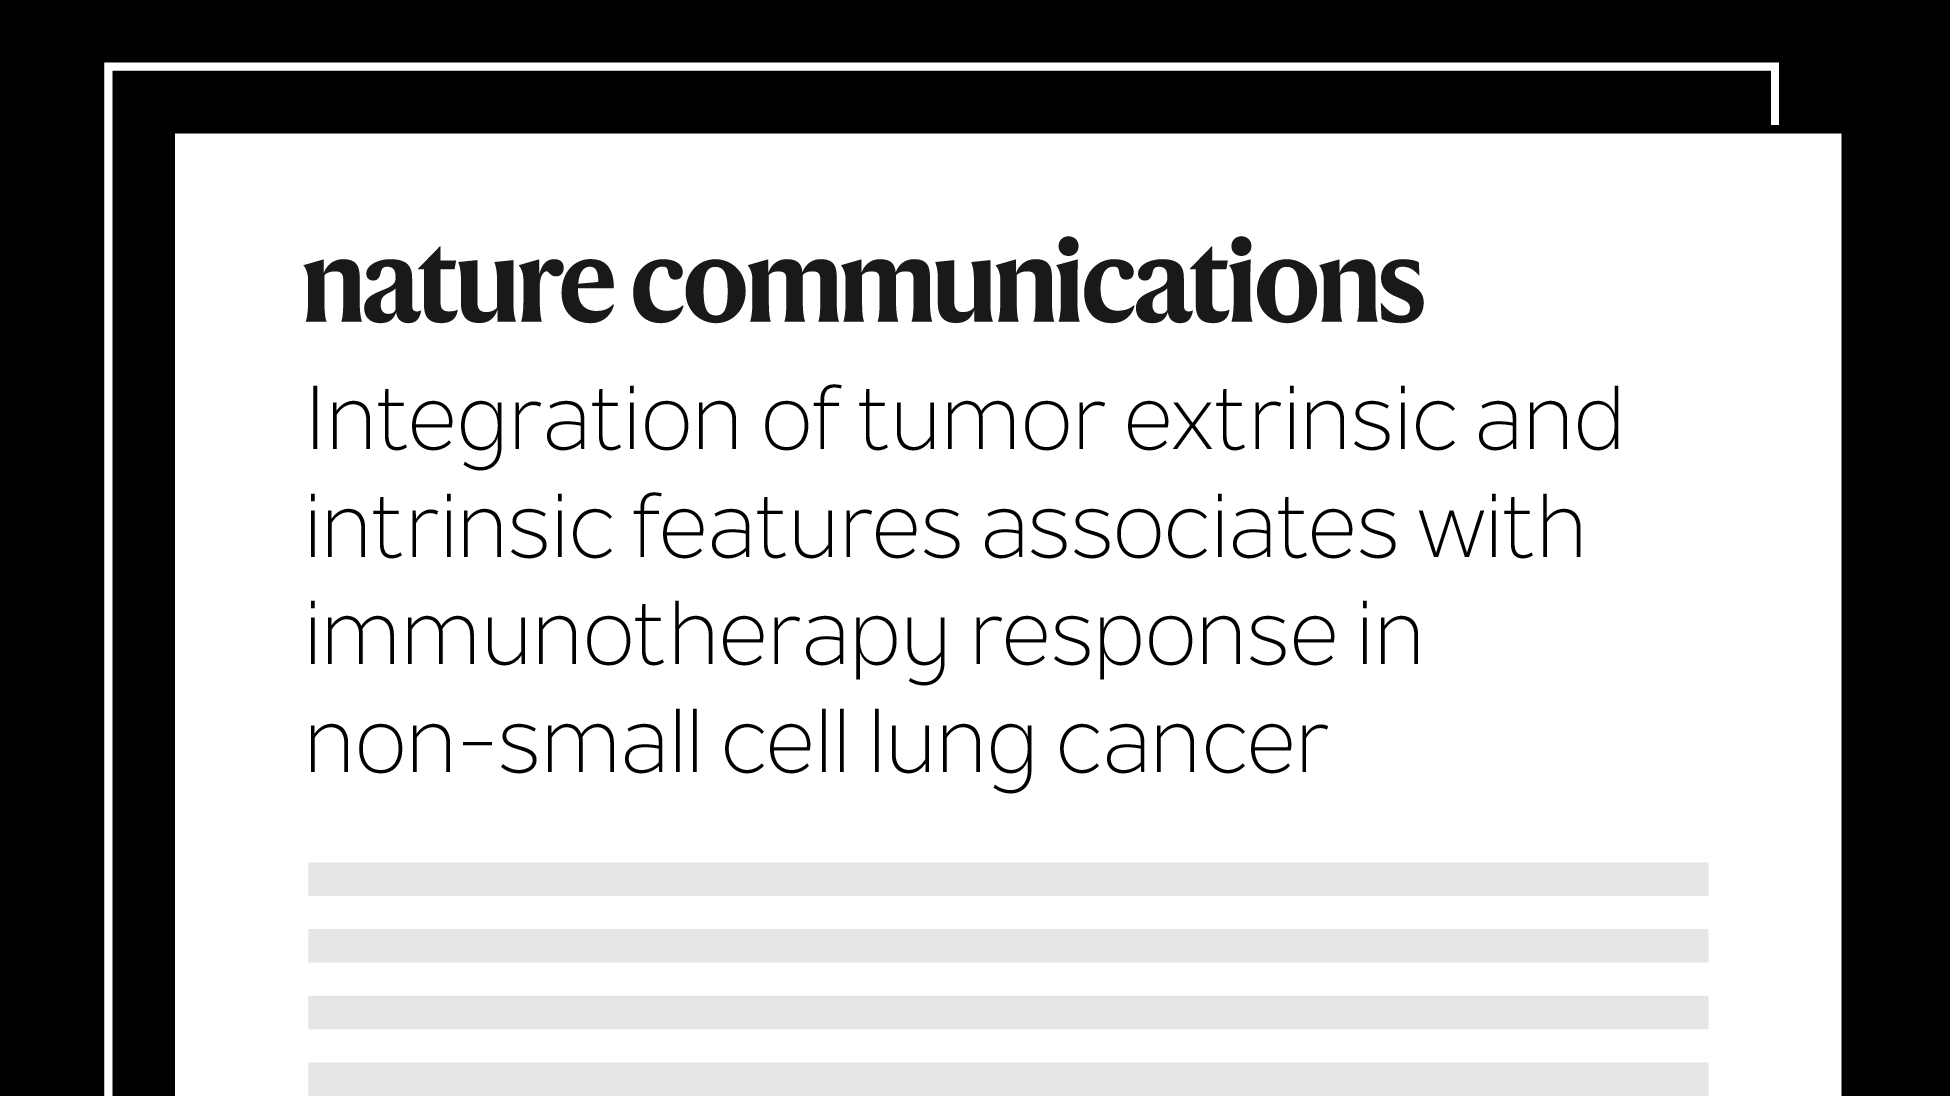 nature communications
Integration of tumor extrinsic and
intrinsic features associates with
immunotherapy response in
non-small cell lung cancer